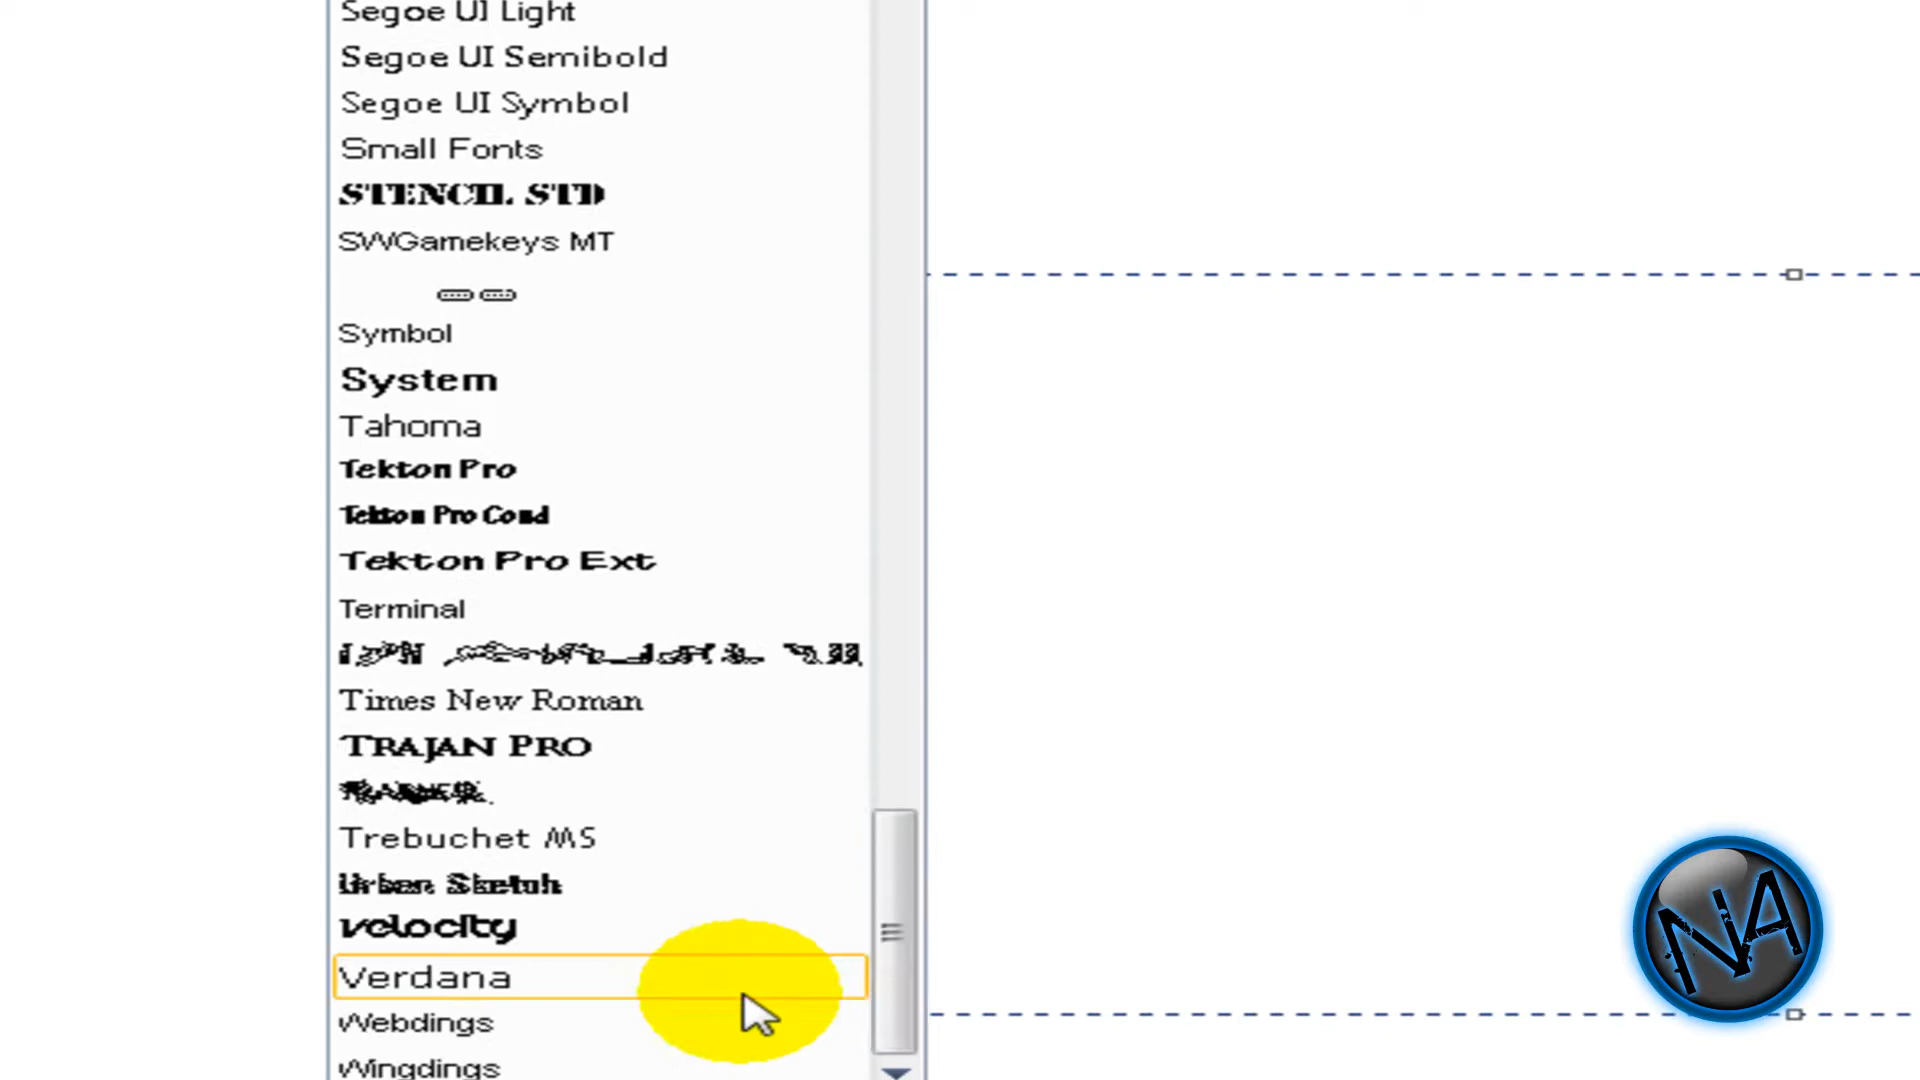 Segoe UI Light
Segoe UI Semibold
Segoe UI Symbol
Small Fonts
STENCIL STD
SWGamekeys MT
Symbol
System
Tahoma
Tekton Pro
Tekton Pro Cond
Tekton Pro Ext
Terminal
Times New Roman
TRAJAN PRO
Trebuchet MS
Urban Sketch
velocity
Verdana
Webdings
Wingdings
NA